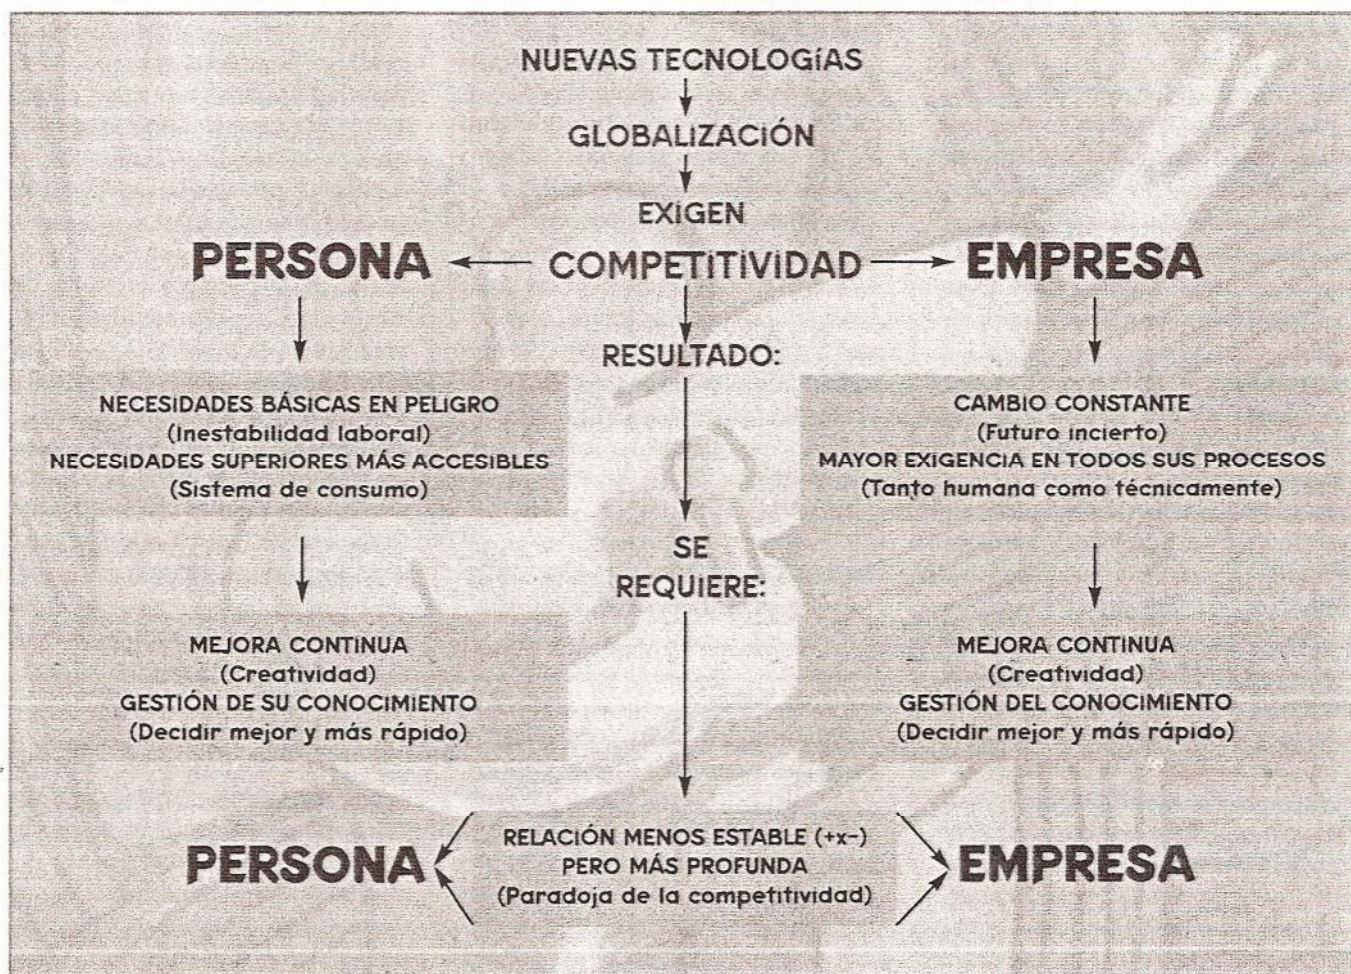 NUEVAS TECNOLOGÍAS
GLOBALIZACIÓN
EXIGEN
PERSONA COMPETITIVIDAD EMPRESA
RESULTADO:
NECESIDADES BÁSICAS EN PELIGRO
(Inestabilidad laboral)
NECESIDADES SUPERIORES MÁS ACCESIBLES
(Sistema de consumo)
CAMBIO CONSTANTE
(Futuro incierto)
MAYOR EXIGENCIA EN TODOS SUS PROCESOS
(Tanto humana como técnicamente)
SE
REQUIERE:
MEJORA CONTINUA
(Creatividad)
GESTIÓN DE SU CONOCIMIENTO
(Decidir mejor y más rápido)
MEJORA CONTINUA
(Creatividad)
GESTIÓN DEL CONOCIMIENTO
(Decidir mejor y más rápido)
PERSONA
RELACIÓN MENOS ESTABLE (+x-)
PERO MÁS PROFUNDA
(Paradoja de la competitividad)
EMPRESA